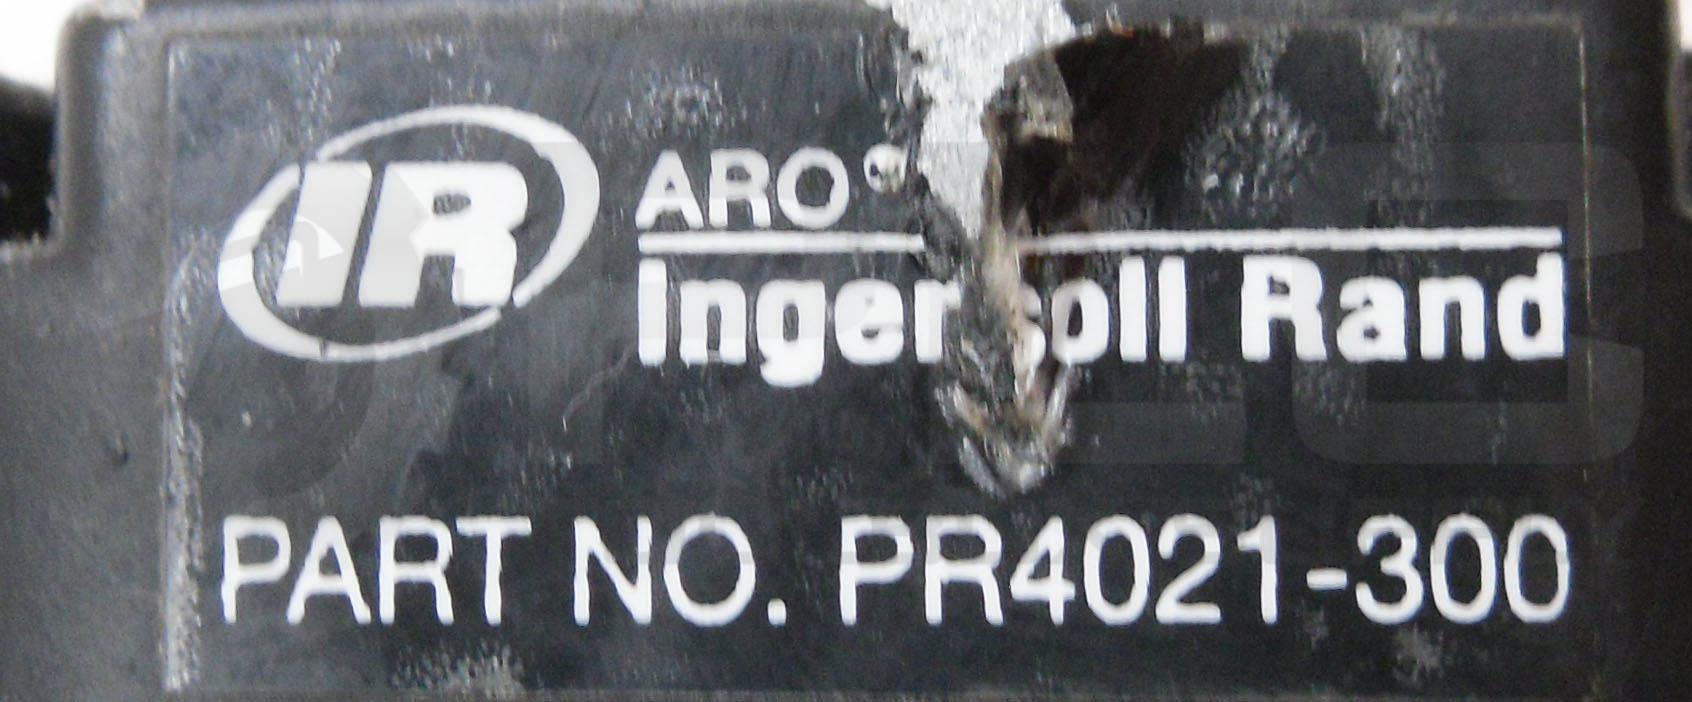 IR
ARO®
Ingersoll Rand
PART NO. PR4021-300